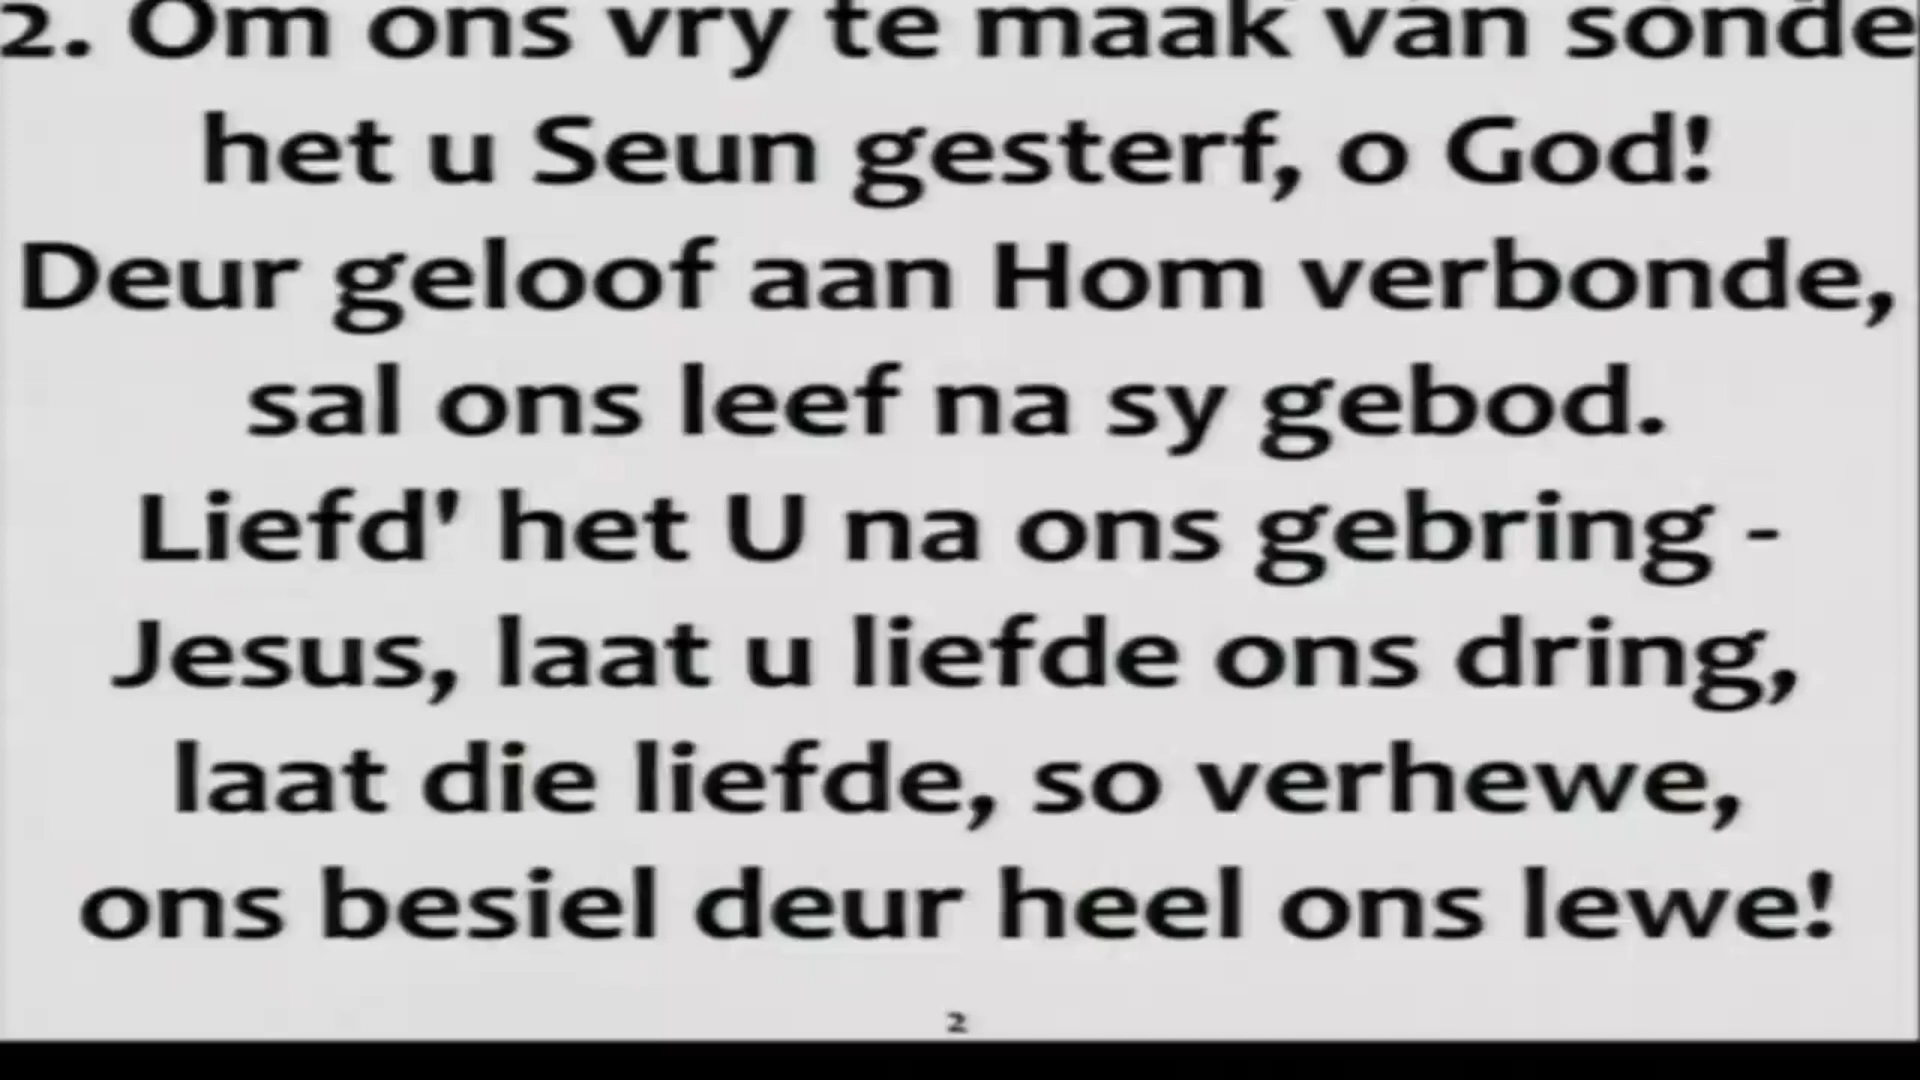 2. Om ons vry te maak van sonde
het u Seun gesterf, o God!
Deur geloof aan Hom verbonde,
sal ons leef na sy gebod.
Liefd' het U na ons gebring -
Jesus, laat u liefde ons dring,
laat die liefde, so verhewe,
ons besiel deur heel ons lewe!
2